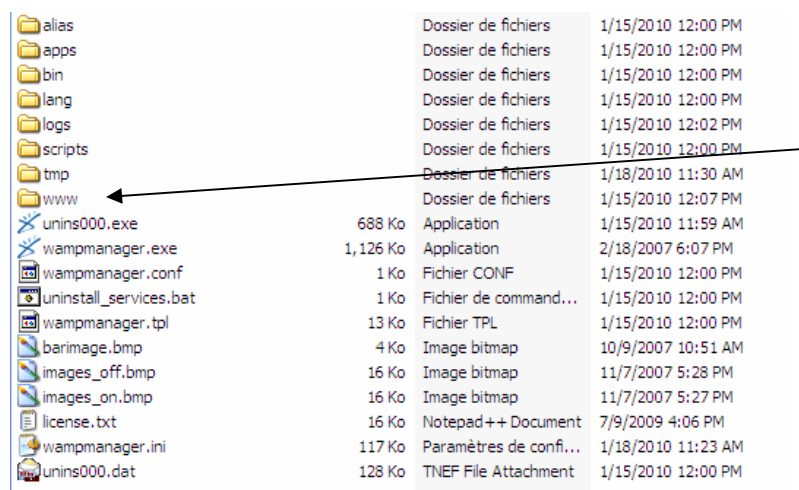 alias Dossier de fichiers 1/15/2010 12:00 PM
apps Dossier de fichiers 1/15/2010 12:00 PM
bin Dossier de fichiers 1/15/2010 12:00 PM
lang Dossier de fichiers 1/15/2010 12:00 PM
logs Dossier de fichiers 1/15/2010 12:02 PM
scripts Dossier de fichiers 1/15/2010 12:00 PM
tmp Dossier de fichiers 1/18/2010 11:30 AM
www Dossier de fichiers 1/15/2010 12:07 PM
unins000.exe 688 Ko Application 1/15/2010 11:59 AM
wampmanager.exe 1,126 Ko Application 2/18/2007 6:07 PM
wampmanager.conf 1 Ko Fichier CONF 1/15/2010 12:00 PM
uninstall_services.bat 1 Ko Fichier de command... 1/15/2010 12:00 PM
wampmanager.tpl 13 Ko Fichier TPL 1/15/2010 12:00 PM
barimage.bmp 4 Ko Image bitmap 10/9/2007 10:51 AM
images_off.bmp 16 Ko Image bitmap 11/7/2007 5:28 PM
images_on.bmp 16 Ko Image bitmap 11/7/2007 5:27 PM
license.txt 16 Ko Notepad++ Document 7/9/2009 4:06 PM
wampmanager.ini 117 Ko Paramètres de confi... 1/18/2010 11:23 AM
unins000.dat 128 Ko TNEF File Attachment 1/15/2010 12:00 PM